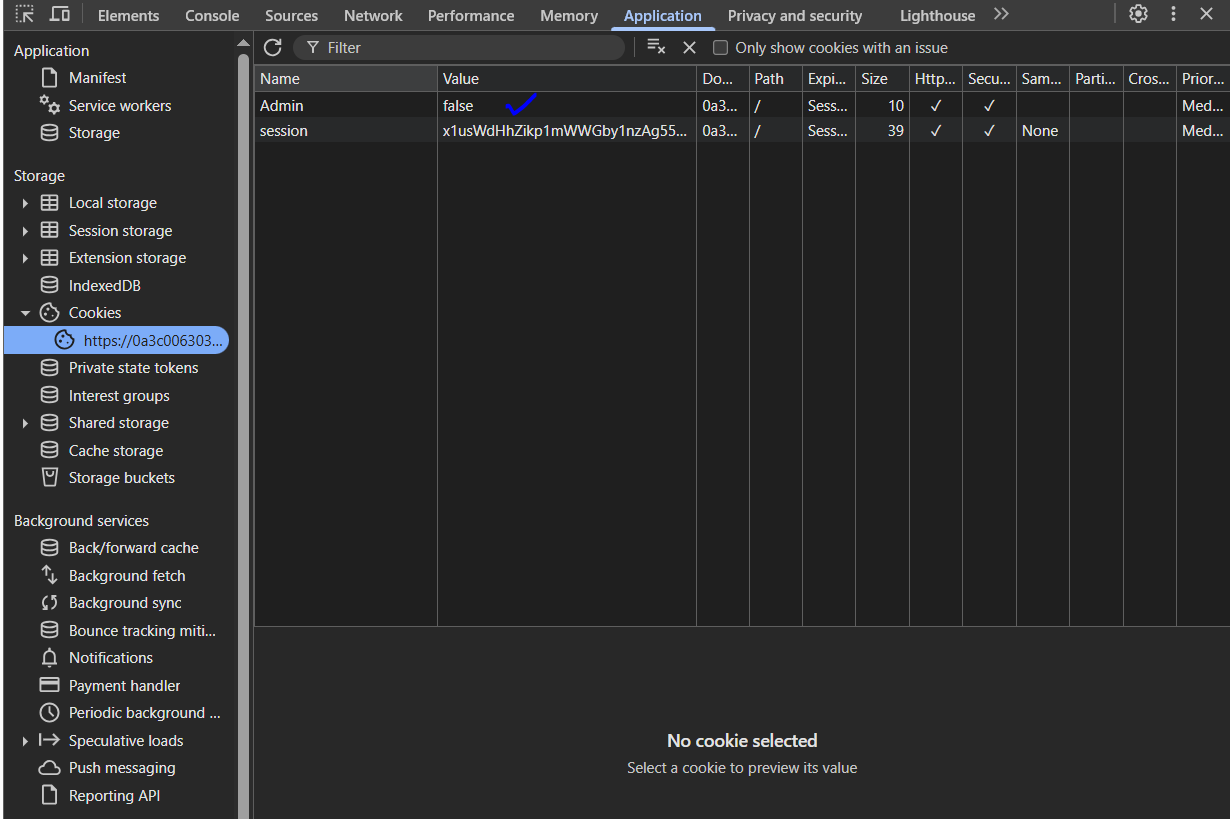 Elements Console Sources Network Performance Memory Application Privacy and security Lighthouse
Application
Manifest
Service workers
Storage
Storage
Local storage
Session storage
Extension storage
IndexedDB
Cookies
https://0a3c006303...
Private state tokens
Interest groups
Shared storage
Cache storage
Storage buckets
Background services
Back/forward cache
Background fetch
Background sync
Bounce tracking miti...
Notifications
Payment handler
Periodic background ...
Speculative loads
Push messaging
Reporting API
Filter Only show cookies with an issue
Name Value Do... Path Expi... Size Http... Secu... Sam... Parti... Cros... Prior...
Admin false 0a3... / Sess... 10 ✓ ✓ Med...
session x1usWdHhZikp1mWWGby1nzAg55... 0a3... / Sess... 39 ✓ ✓ None Med...
No cookie selected
Select a cookie to preview its value